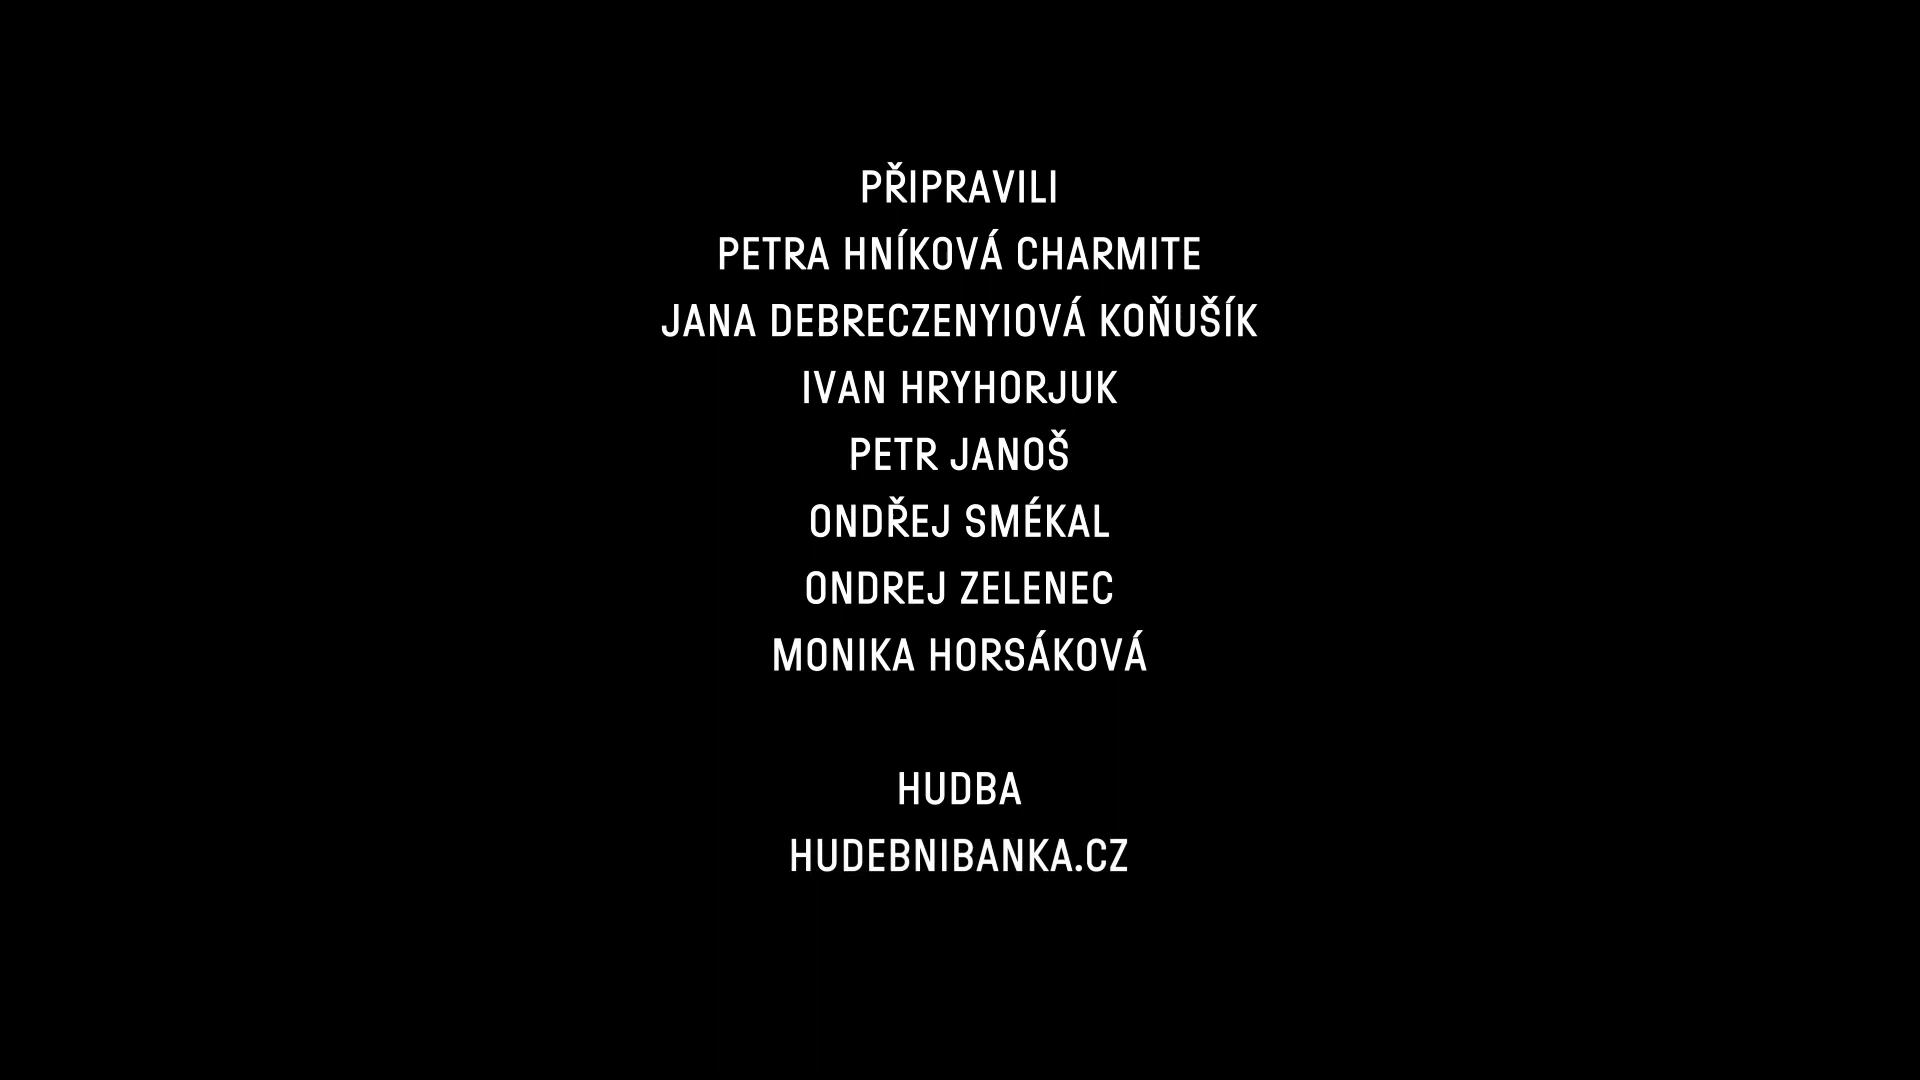 PŘIPRAVILI
PETRA HNÍKOVÁ CHARMITE
JANA DEBRECZENYIOVÁ KOŇUŠÍK
IVAN HRYHORJUK
PETR JANOŠ
ONDŘEJ SMÉKAL
ONDREJ ZELENEC
MONIKA HORSÁKOVÁ
HUDBA
HUDEBNIBANKA.CZ